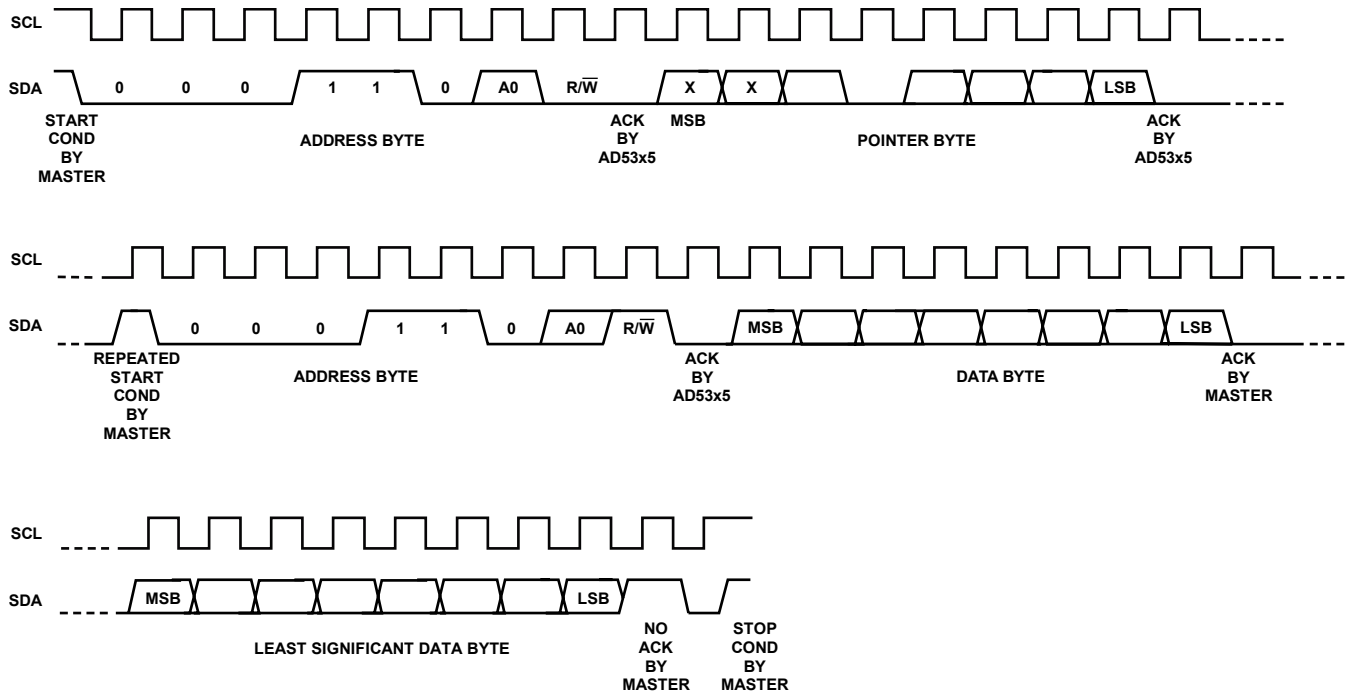 SCL
SDA
0 0 0 1 1 0 A0 R/W̅ X X LSB
START
COND
BY
MASTER
ADDRESS BYTE
ACK
BY
AD53x5
MSB
POINTER BYTE
ACK
BY
AD53x5
SCL
SDA
0 0 0 1 1 0 A0 R/W̅ MSB LSB
REPEATED
START
COND
BY
MASTER
ADDRESS BYTE
ACK
BY
AD53x5
DATA BYTE
ACK
BY
MASTER
SCL
SDA
MSB LSB
LEAST SIGNIFICANT DATA BYTE
NO
ACK
BY
MASTER
STOP
COND
BY
MASTER